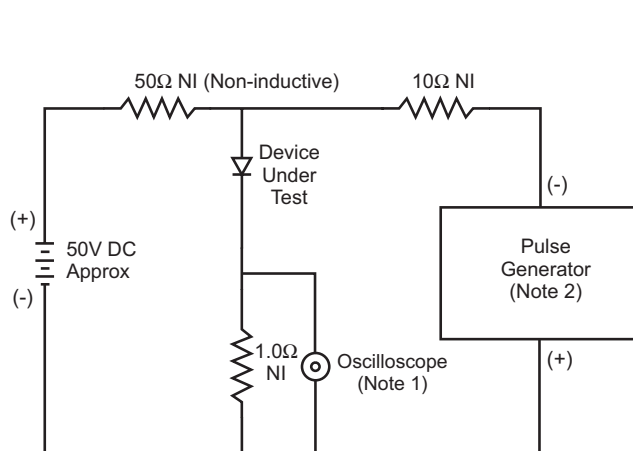 50Ω NI (Non-inductive)
10Ω NI
Device
Under
Test
(-)
(+)
50V DC
Approx
(-)
Pulse
Generator
(Note 2)
1.0Ω
NI
Oscilloscope
(Note 1)
(+)